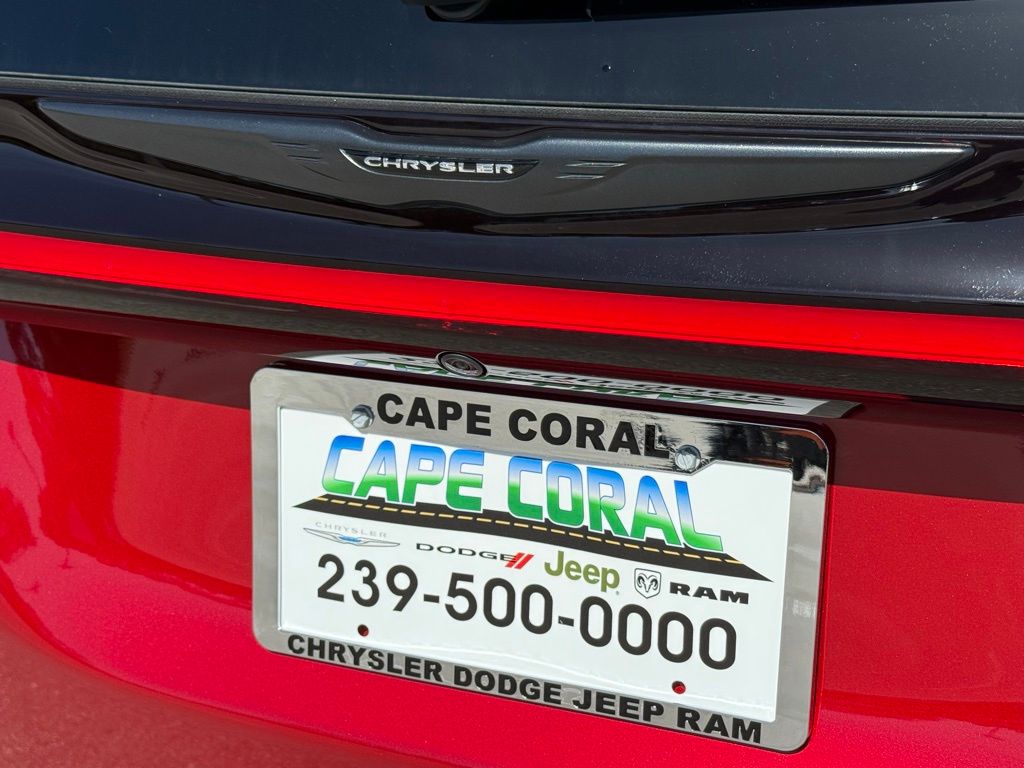 CHRYSLER
CAPE CORAL
CAPE CORAL
CHRYSLER DODGE Jeep RAM
239-500-0000
CHRYSLER DODGE JEEP RAM